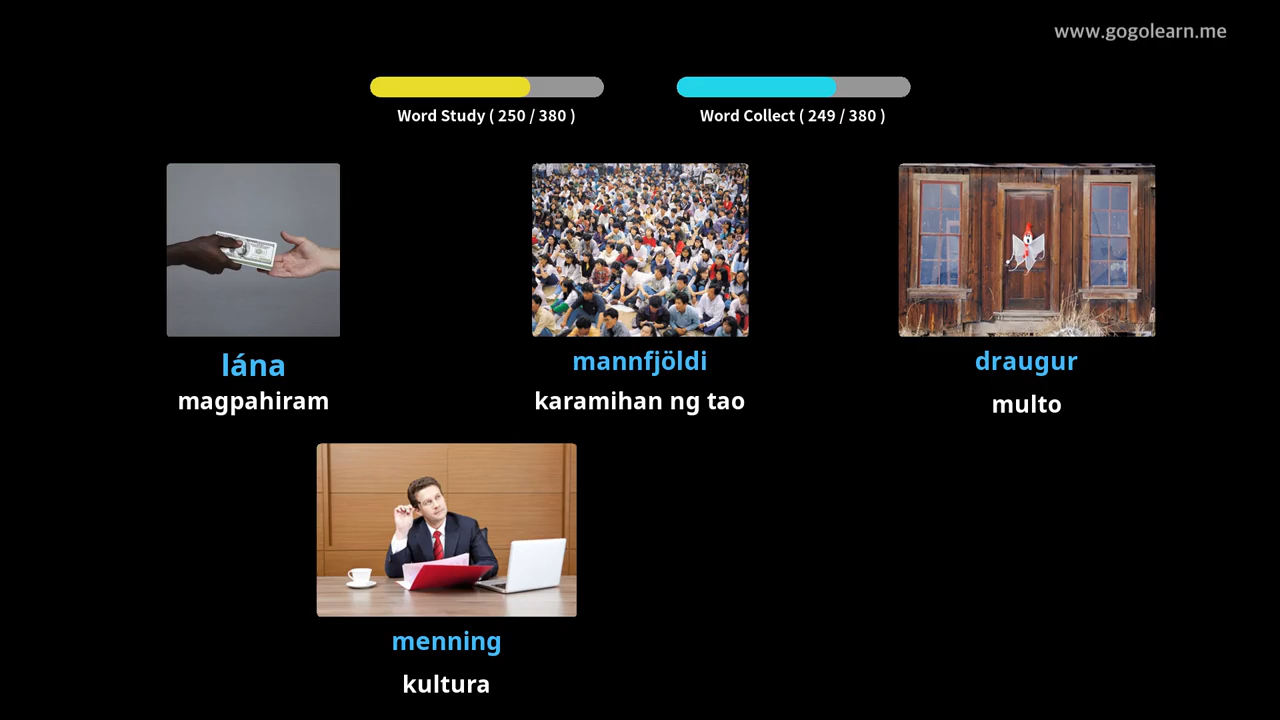 www.gogolearn.me
Word Study ( 250 / 380 )
Word Collect ( 249 / 380 )
lána
magpahiram
mannfjöldi
karamihan ng tao
draugur
multo
menning
kultura